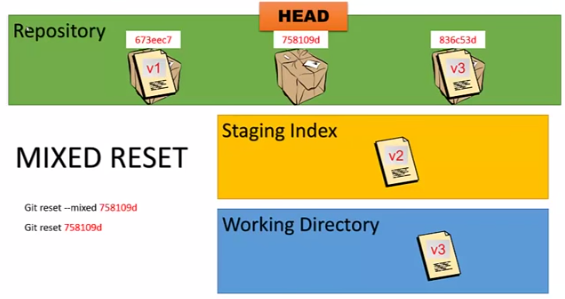 HEAD
Repository
673eec7
758109d
836c53d
v1
v3
Staging Index
v2
MIXED RESET
Git reset --mixed 758109d
Git reset 758109d
Working Directory
v3